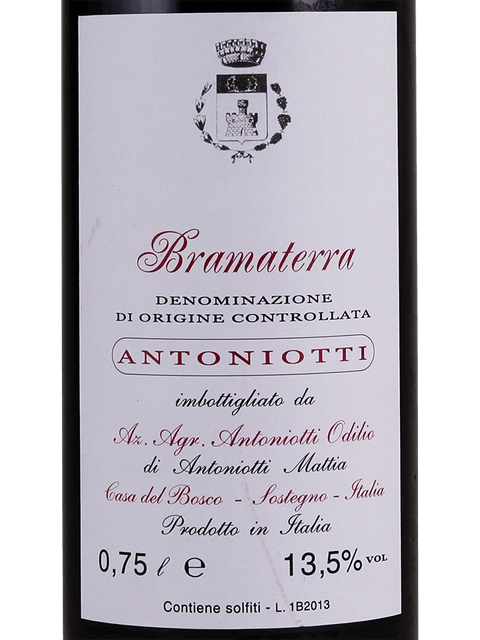 Bramaterra
DENOMINAZIONE
DI ORIGINE CONTROLLATA
ANTONIOTTI
imbottigliato da
Az. Agr. Antoniotti Odilio
di Antoniotti Mattia
Casa del Bosco - Sostegno - Italia
Prodotto in Italia
0,75 l e 13,5% VOL
Contiene solfiti - L. 1B2013